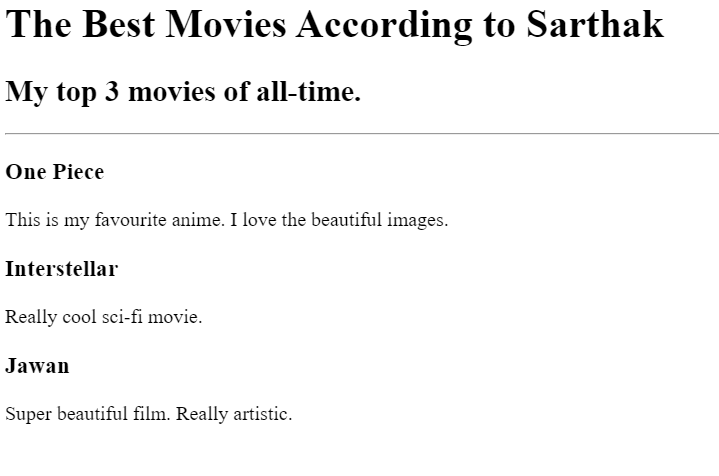 The Best Movies According to Sarthak
My top 3 movies of all-time.
One Piece
This is my favourite anime. I love the beautiful images.
Interstellar
Really cool sci-fi movie.
Jawan
Super beautiful film. Really artistic.